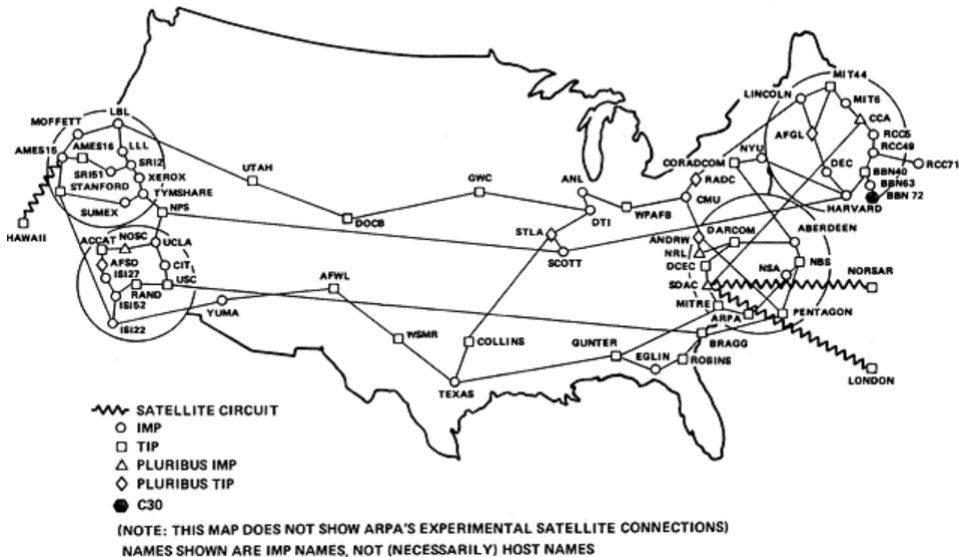 MIT44
LINCOLN
MIT6
CCA
AFGL
RCC5
RCC49
RCC71
DEC
BBN40
BBN63
BBN 72
HARVARD
NYU
CORADCOM
RADC
CMU
LBL
MOFFETT
AMES15
AMES16
LLL
SRI2
SRI51
XEROX
STANFORD
TYMSHARE
SUMEX
NPS
HAWAII
UTAH
GWC
DOCB
ANL
WPAFB
DTI
STLA
SCOTT
ANDRW
DARCOM
ABERDEEN
NRL
DCEC
NSA
NBS
SDAC
NORSAR
MITRE
ARPA
PENTAGON
LONDON
ACCAT
NOSC
UCLA
AFSD
CIT
ISI27
RAND
USC
ISI52
ISI22
YUMA
AFWL
WSMR
COLLINS
TEXAS
GUNTER
EGLIN
ROBINS
BRAGG
SATELLITE CIRCUIT
IMP
TIP
PLURIBUS IMP
PLURIBUS TIP
C30
(NOTE: THIS MAP DOES NOT SHOW ARPA'S EXPERIMENTAL SATELLITE CONNECTIONS)
NAMES SHOWN ARE IMP NAMES, NOT (NECESSARILY) HOST NAMES